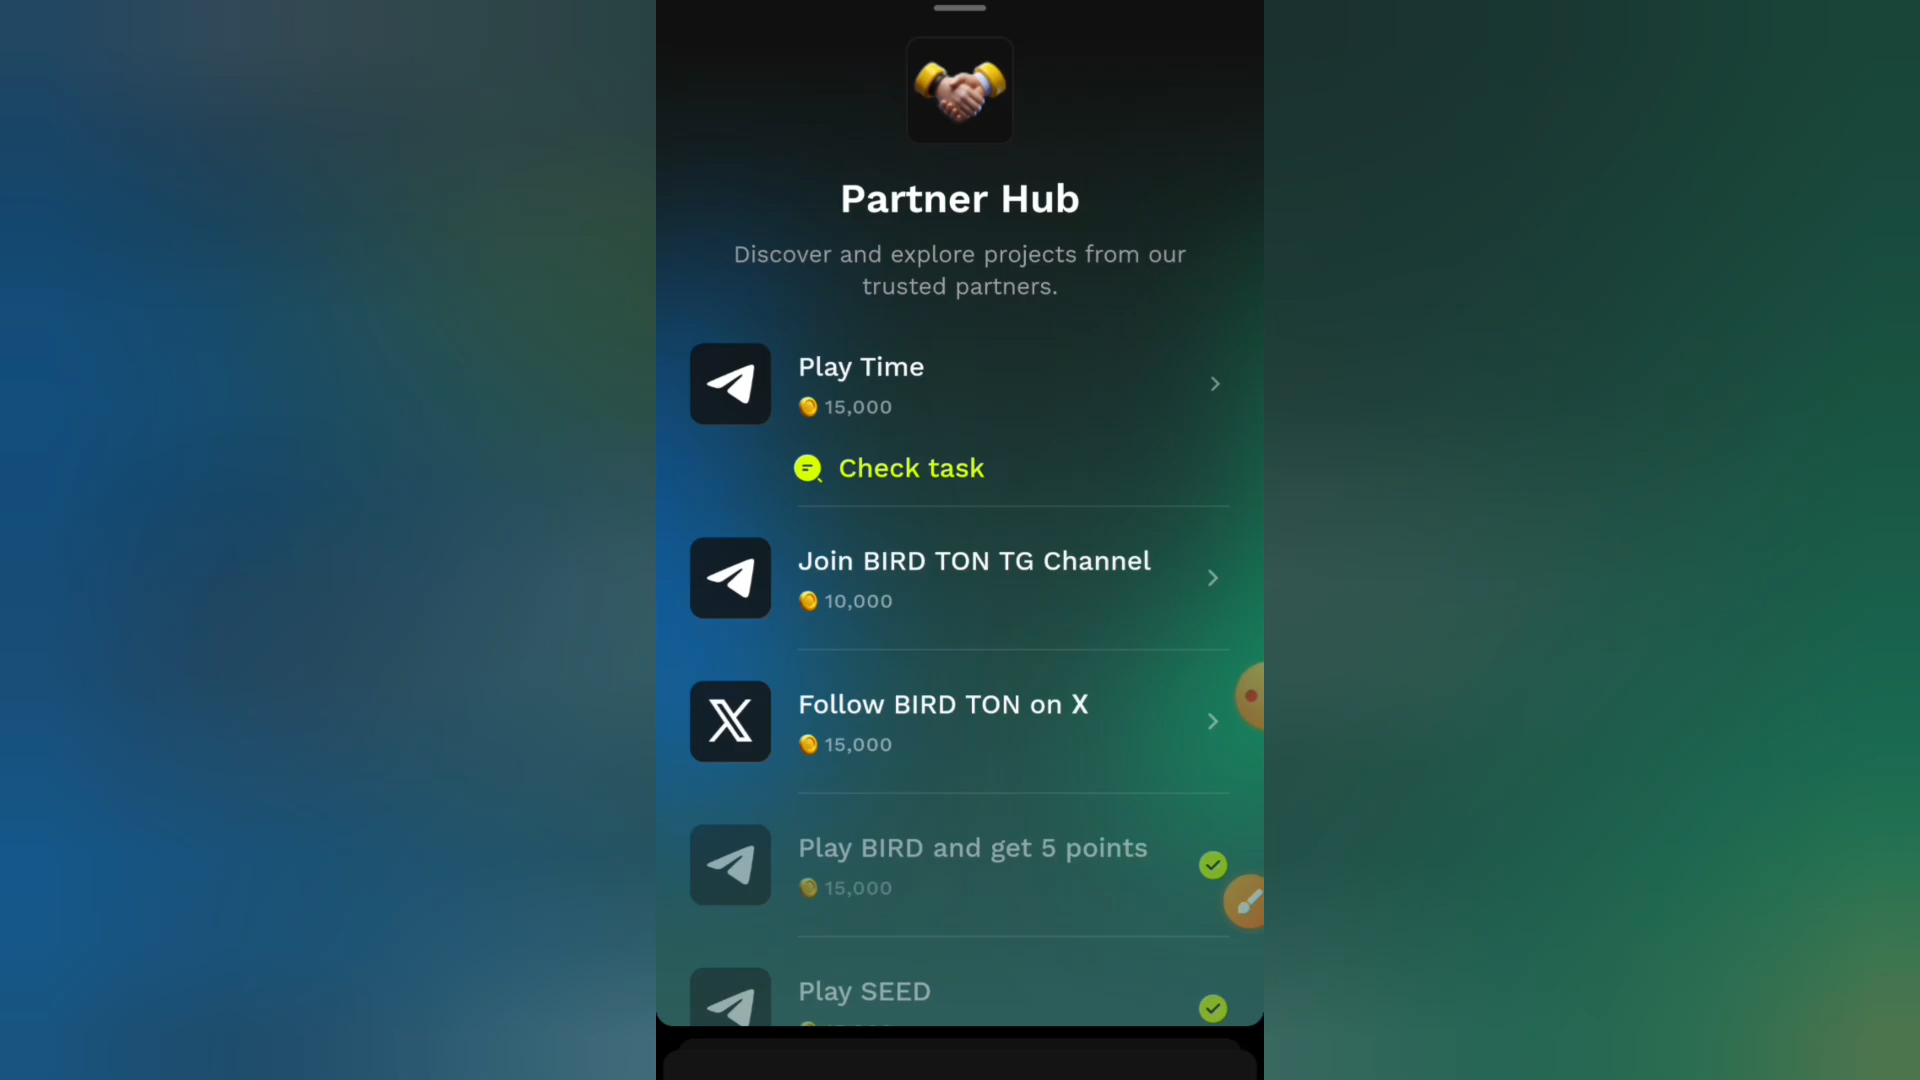 Partner Hub
Discover and explore projects from our
trusted partners.
Play Time
15,000
Check task
Join BIRD TON TG Channel
10,000
Follow BIRD TON on X
15,000
Play BIRD and get 5 points
15,000
Play SEED